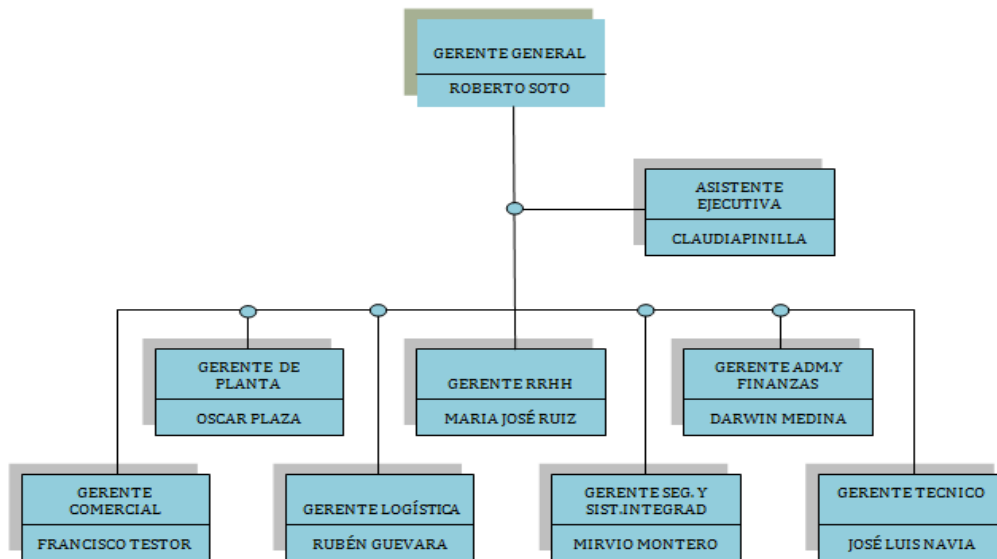 GERENTE GENERAL
ROBERTO SOTO
ASISTENTE
EJECUTIVA
CLAUDIAPINILLA
GERENTE DE
PLANTA
OSCAR PLAZA
GERENTE RRHH
MARIA JOSÉ RUIZ
GERENTE ADM.Y
FINANZAS
DARWIN MEDINA
GERENTE
COMERCIAL
FRANCISCO TESTOR
GERENTE LOGÍSTICA
RUBÉN GUEVARA
GERENTE SEG. Y
SIST.INTEGRAD
MIRVIO MONTERO
GERENTE TECNICO
JOSÉ LUIS NAVIA